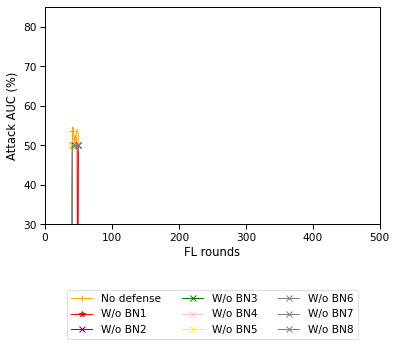 80
70
60
50
40
30
Attack AUC (%)
0 100 200 300 400 500
FL rounds
No defense W/o BN3 W/o BN6
W/o BN1 W/o BN4 W/o BN7
W/o BN2 W/o BN5 W/o BN8